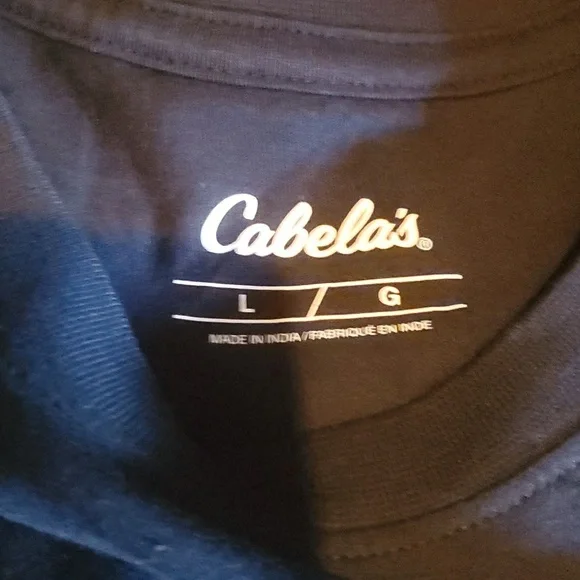 Cabela's®
L / G
MADE IN INDIA / FABRIQUÉ EN INDE